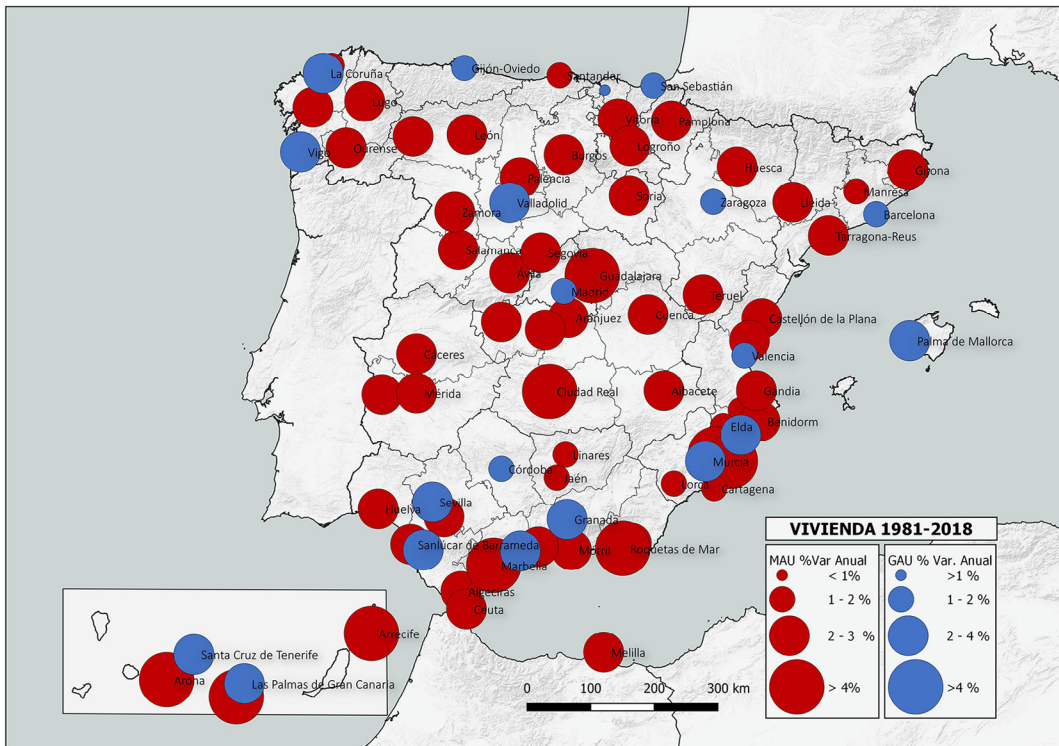 La Coruña
Gijón-Oviedo
Santander
San Sebastián
Lugo
Vitoria
Pamplona
Vigo
Ourense
León
Burgos
Logroño
Huesca
Girona
Palencia
Manresa
Valladolid
Soria
Zaragoza
Lleida
Barcelona
Zamora
Tarragona-Reus
Salamanca
Segovia
Ávila
Guadalajara
Madrid
Teruel
Aranjuez
Cuenca
Castellón de la Plana
Palma de Mallorca
Cáceres
Valencia
Mérida
Ciudad Real
Albacete
Gandia
Benidorm
Elda
Linares
Murcia
Córdoba
Jaén
Lorca
Cartagena
Huelva
Sevilla
Granada
Sanlúcar de Barrameda
Motril
Roquetas de Mar
Marbella
Algeciras
Ceuta
Arrecife
Melilla
Santa Cruz de Tenerife
Arona
Las Palmas de Gran Canaria
0 100 200 300 km
VIVIENDA 1981-2018
MAU %Var Anual
< 1%
1 - 2 %
2 - 3 %
> 4%
GAU % Var. Anual
>1 %
1 - 2 %
2 - 4 %
>4 %